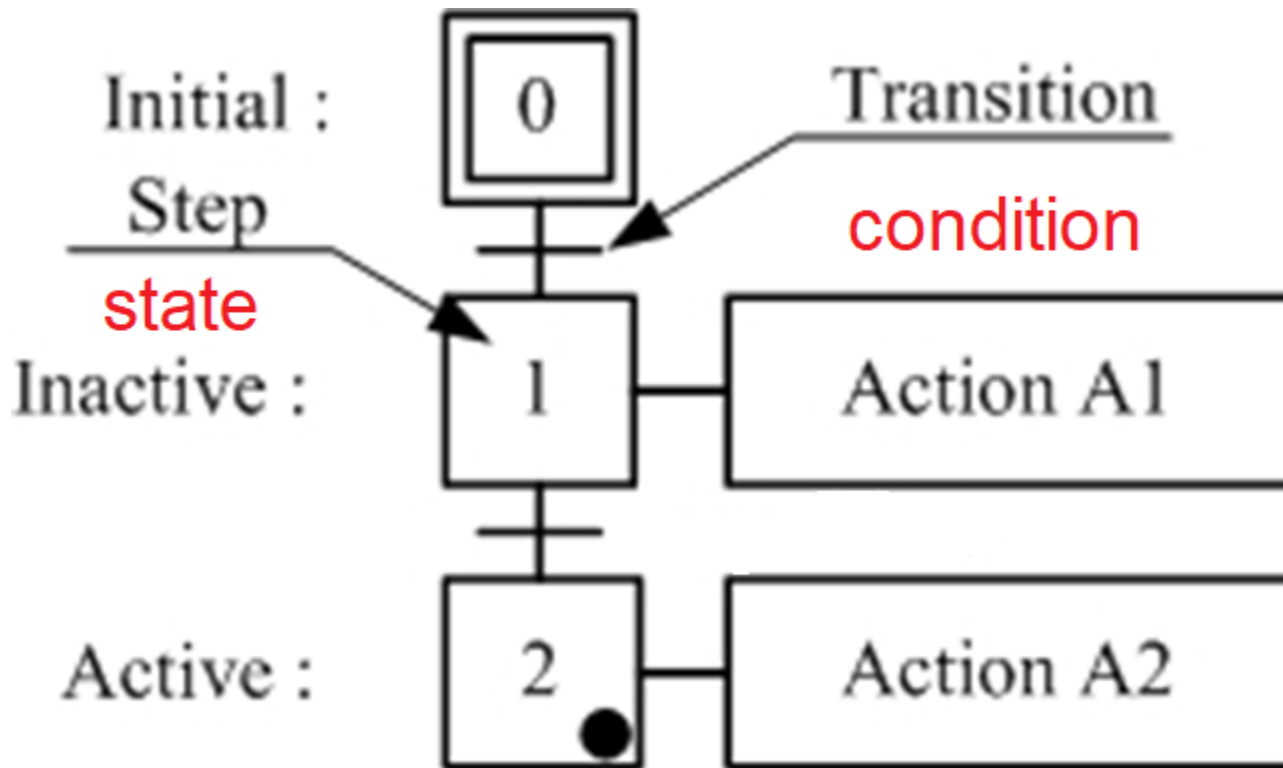 Initial :
0
Transition
Step
condition
state
Inactive :
1
Action A1
Active :
2
Action A2